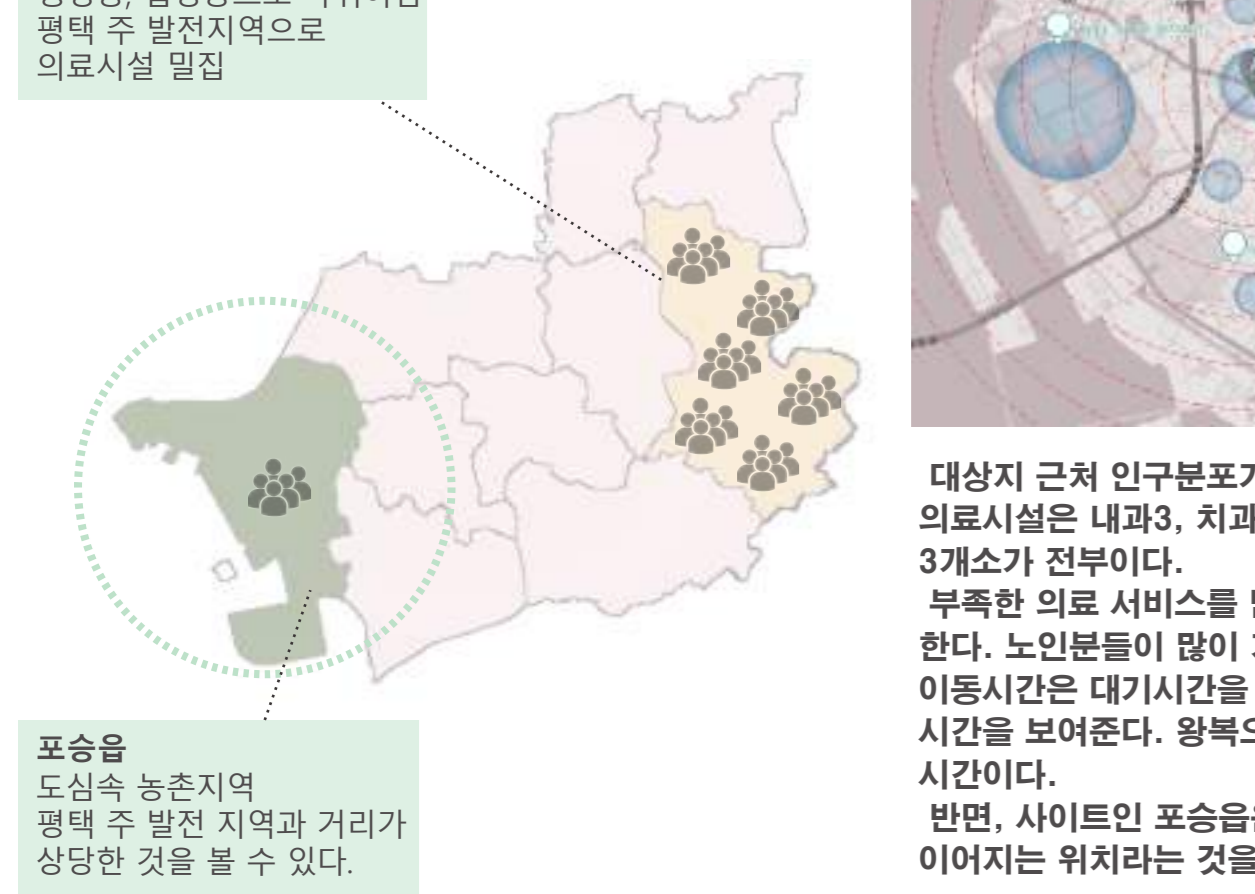 평택 주 발전지역으로
의료시설 밀집
포승읍
도심속 농촌지역
평택 주 발전 지역과 거리가
상당한 것을 볼 수 있다.
대상지 근처 인구분포가
의료시설은 내과3, 치과
3개소가 전부이다.
부족한 의료 서비스를
한다. 노인분들이 많이
이동시간은 대기시간을
시간을 보여준다. 왕복으
시간이다.
반면, 사이트인 포승읍은
이어지는 위치라는 것을